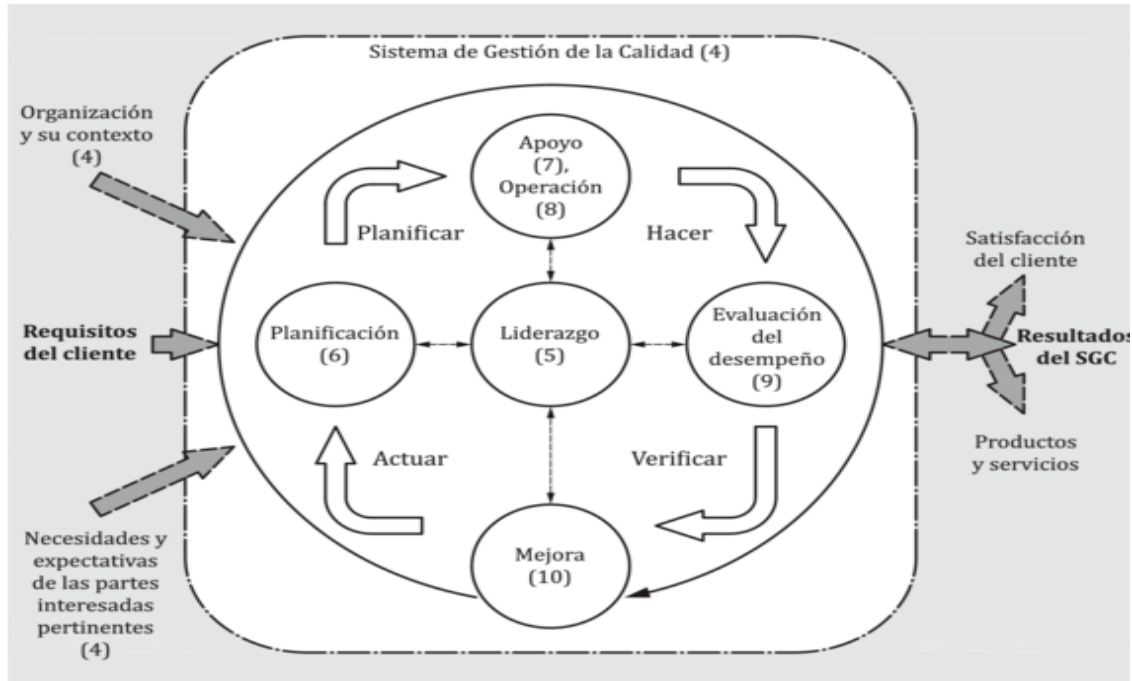 Sistema de Gestión de la Calidad (4)
Organización
y su contexto
(4)
Apoyo
(7),
Operación
(8)
Planificar
Hacer
Satisfacción
del cliente
Requisitos
del cliente
Planificación
(6)
Liderazgo
(5)
Evaluación
del
desempeño
(9)
Resultados
del SGC
Actuar
Verificar
Productos
y servicios
Necesidades y
expectativas
de las partes
interesadas
pertinentes
(4)
Mejora
(10)